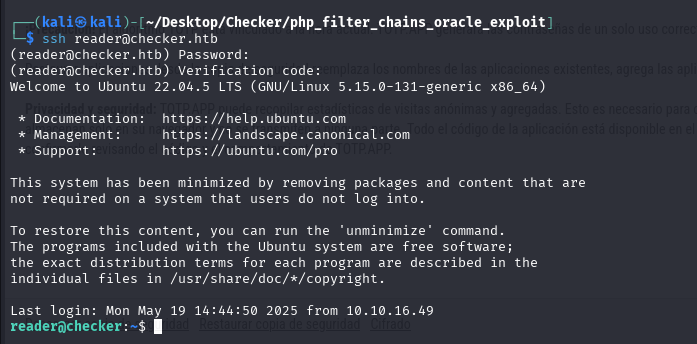 ┌──(kali㉿kali)-[~/Desktop/Checker/php_filter_chains_oracle_exploit]
└─$ ssh reader@checker.htb
(reader@checker.htb) Password:
(reader@checker.htb) Verification code:
Welcome to Ubuntu 22.04.5 LTS (GNU/Linux 5.15.0-131-generic x86_64)
* Documentation:  https://help.ubuntu.com
* Management:     https://landscape.canonical.com
* Support:        https://ubuntu.com/pro
This system has been minimized by removing packages and content that are
not required on a system that users do not log into.
To restore this content, you can run the 'unminimize' command.
The programs included with the Ubuntu system are free software;
the exact distribution terms for each program are described in the
individual files in /usr/share/doc/*/copyright.
Last login: Mon May 19 14:44:50 2025 from 10.10.16.49
reader@checker:~$